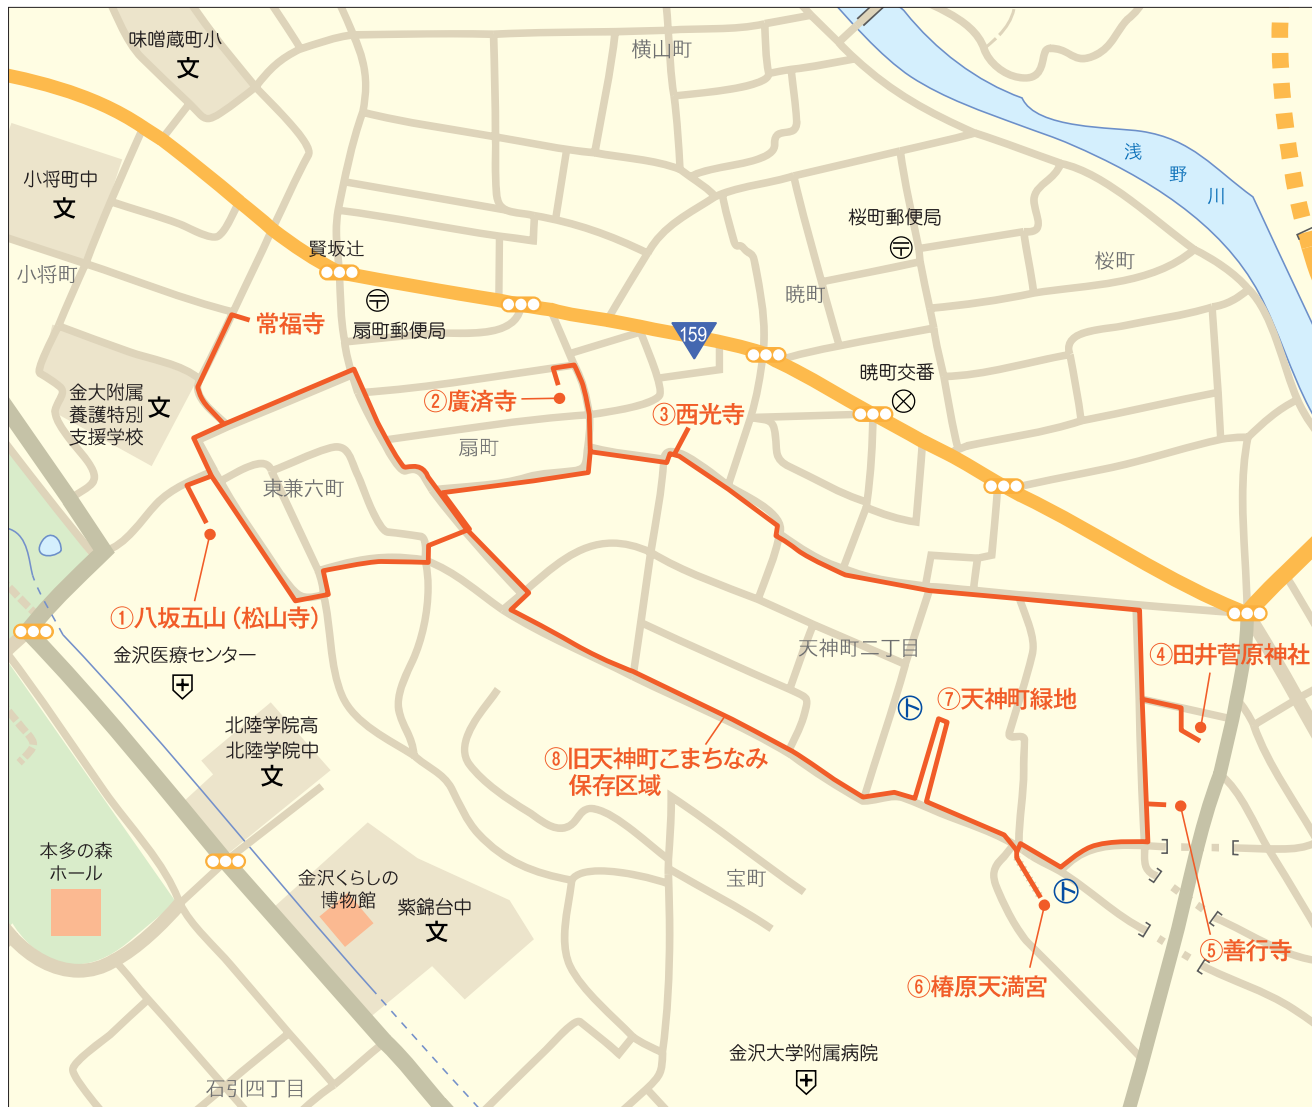 味噌蔵町小
文
横山町
浅野川
小将町中
文
小将町
賢坂辻
桜町郵便局
〒
桜町
暁町
〒
扇町郵便局
常福寺
159
暁町交番
金大附属
養護特別
支援学校
文
②廣済寺
③西光寺
扇町
東兼六町
①八坂五山(松山寺)
金沢医療センター
天神町二丁目
④田井菅原神社
⑦天神町緑地
ト
北陸学院高
北陸学院中
文
⑧旧天神町こまちなみ
保存区域
本多の森
ホール
金沢くらしの
博物館
紫錦台中
文
宝町
ト
⑤善行寺
⑥椿原天満宮
金沢大学附属病院
石引四丁目